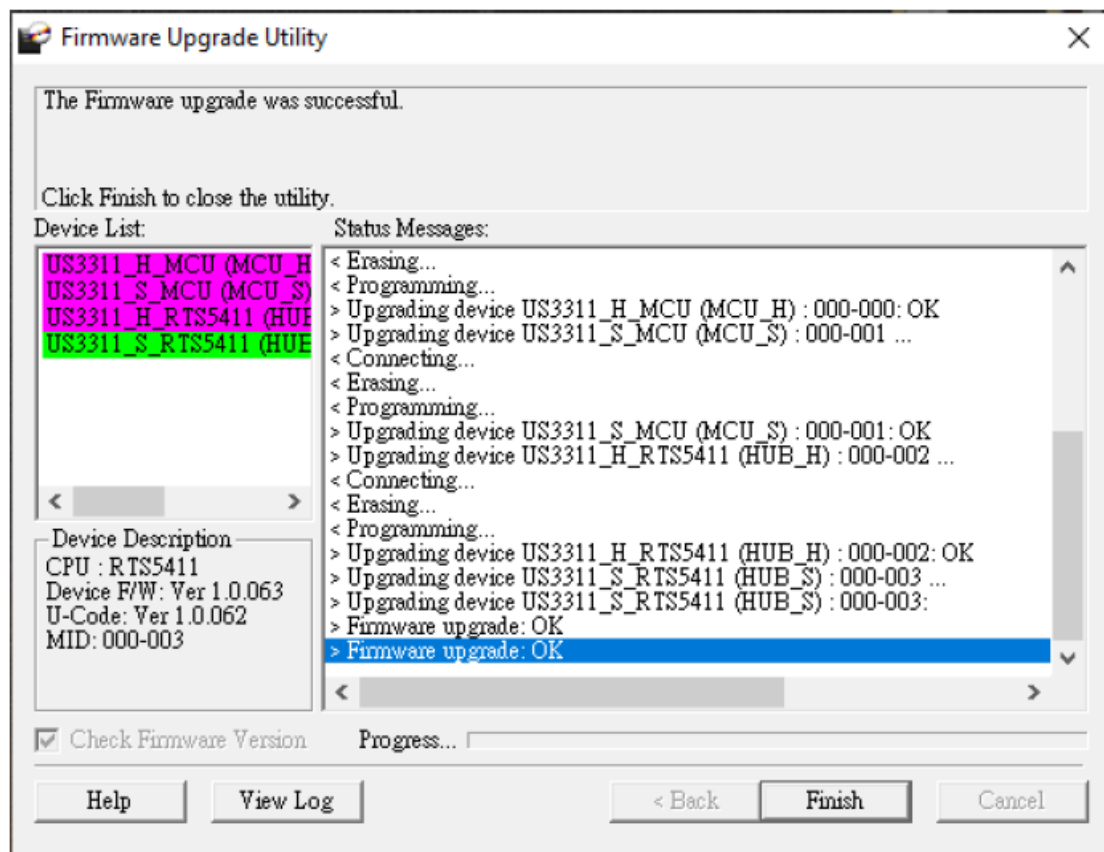 Firmware Upgrade Utility
The Firmware upgrade was successful.
Click Finish to close the utility.
Device List:
US3311_H_MCU (MCU_H
US3311_S_MCU (MCU_S)
US3311_H_RTS5411 (HUB
US3311_S_RTS5411 (HUB
Device Description
CPU : RTS5411
Device F/W: Ver 1.0.063
U-Code: Ver 1.0.062
MID: 000-003
Status Messages:
< Erasing...
< Programming...
> Upgrading device US3311_H_MCU (MCU_H) : 000-000: OK
> Upgrading device US3311_S_MCU (MCU_S) : 000-001 ...
< Connecting...
< Erasing...
< Programming...
> Upgrading device US3311_S_MCU (MCU_S) : 000-001: OK
> Upgrading device US3311_H_RTS5411 (HUB_H) : 000-002 ...
< Connecting...
< Erasing...
< Programming...
> Upgrading device US3311_H_RTS5411 (HUB_H) : 000-002: OK
> Upgrading device US3311_S_RTS5411 (HUB_S) : 000-003 ...
> Upgrading device US3311_S_RTS5411 (HUB_S) : 000-003:
> Firmware upgrade: OK
> Firmware upgrade: OK
Check Firmware Version
Progress...
Help
View Log
< Back
Finish
Cancel